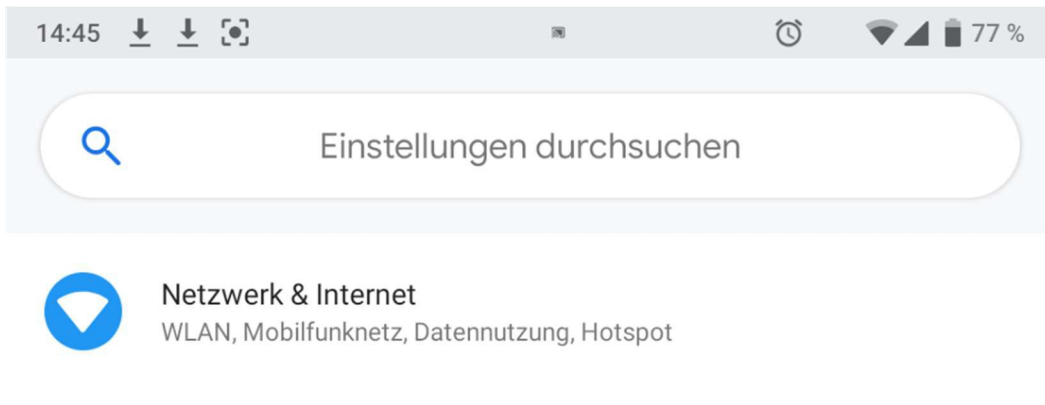 14:45 77 %
Einstellungen durchsuchen
Netzwerk & Internet
WLAN, Mobilfunknetz, Datennutzung, Hotspot